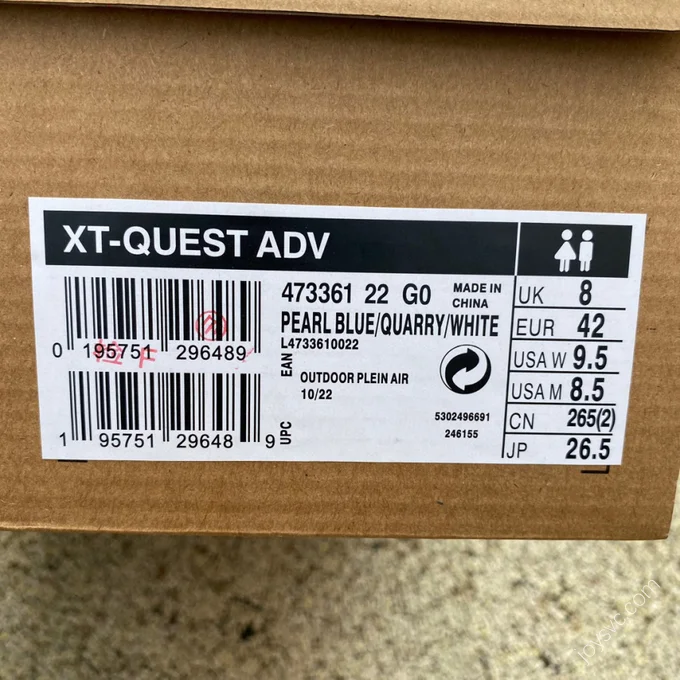 XT-QUEST ADV
473361 22 G0
MADE IN
CHINA
PEARL BLUE/QUARRY/WHITE
L4733610022
0 195751 296489
EAN
OUTDOOR PLEIN AIR
10/22
1 95751 29648 9
UPC
5302496691
246155
UK 8
EUR 42
USA W 9.5
USA M 8.5
CN 265(2)
JP 26.5